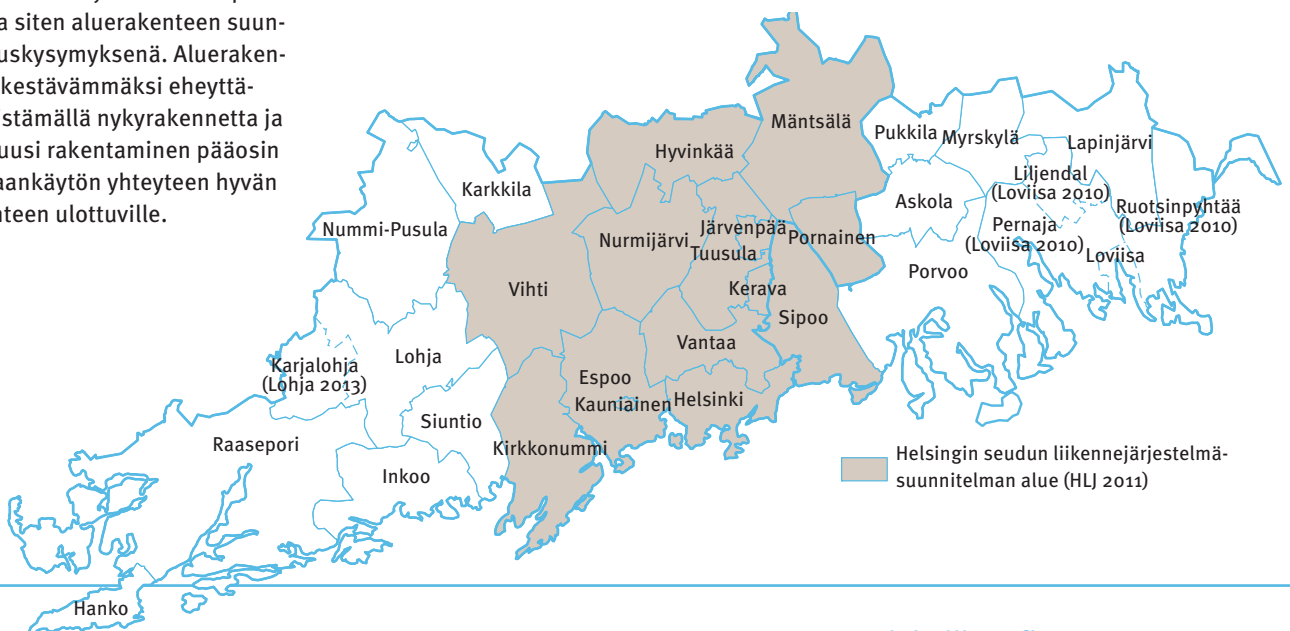 a siten aluerakenteen suun-
uskysymyksenä. Alueraken-
kestävämmäksi eheyttä-
stämällä nykyrakennetta ja
uusi rakentaminen pääosin
aankäytön yhteyteen hyvän
nteen ulottuville.
Mäntsälä
Pukkila
Myrskylä
Lapinjärvi
Hyvinkää
Karkkila
Liljendal
(Loviisa 2010)
Askola
Ruotsinpyhtää
(Loviisa 2010)
Nummi-Pusula
Nurmijärvi
Järvenpää
Tuusula
Pornainen
Pernaja
(Loviisa 2010)
Loviisa
Porvoo
Vihti
Kerava
Sipoo
Vantaa
Lohja
Karjalohja
(Lohja 2013)
Espoo
Kauniainen
Helsinki
Siuntio
Raasepori
Kirkkonummi
Inkoo
Helsingin seudun liikennejärjestelmä-
suunnitelman alue (HLJ 2011)
Hanko